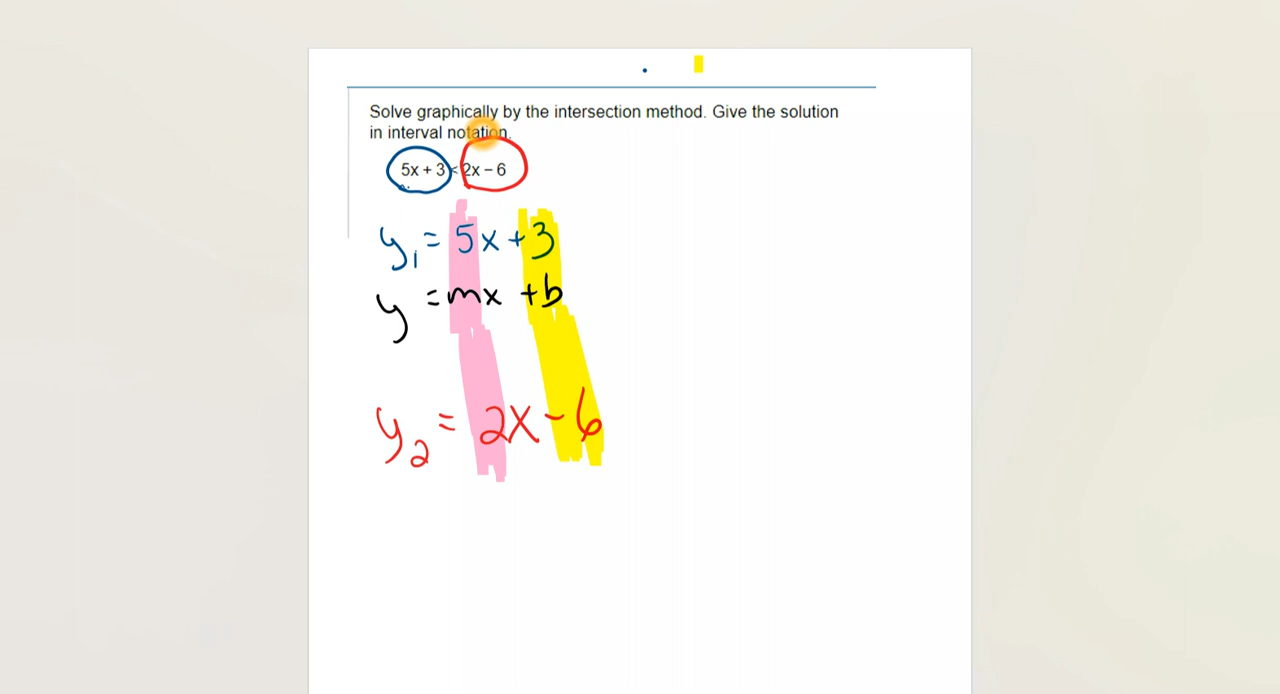 Solve graphically by the intersection method. Give the solution
in interval notation.
5x + 3 < 2x − 6
y₁ = 5x + 3
y = mx + b
y₂ = 2x − 6